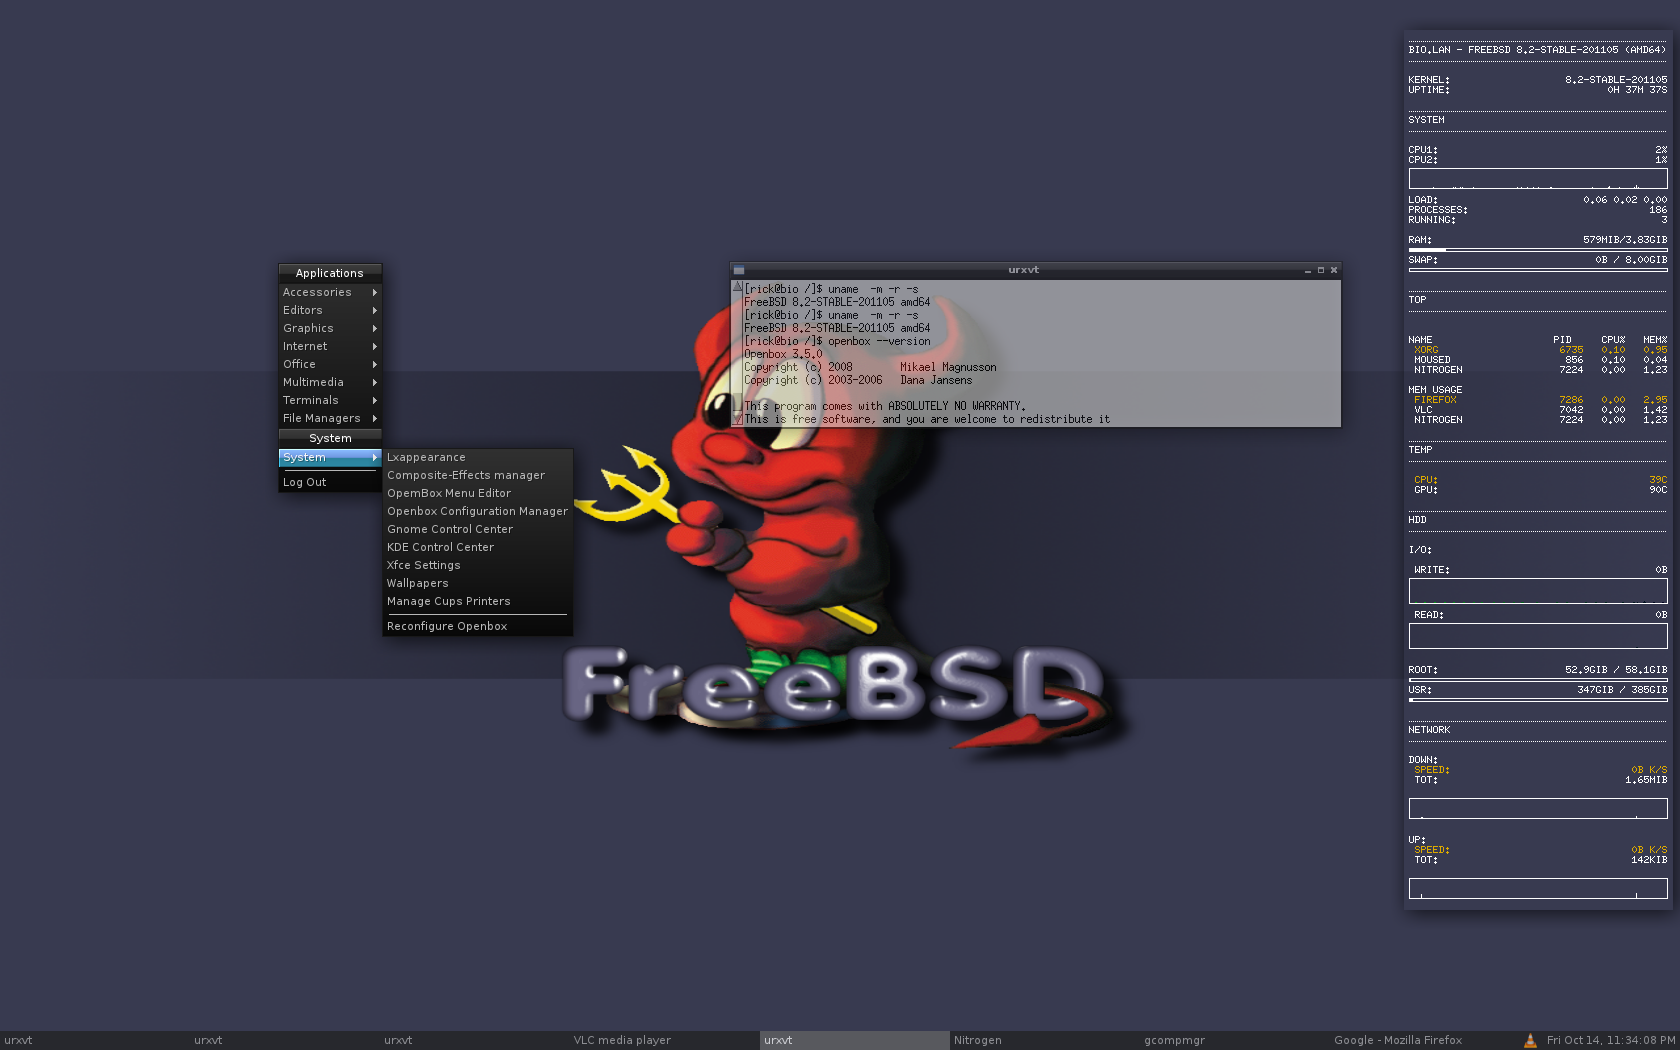 Applications
Accessories
Editors
Graphics
Internet
Office
Multimedia
Terminals
File Managers
System
System
Log Out
Lxappearance
Composite-Effects manager
OpemBox Menu Editor
Openbox Configuration Manager
Gnome Control Center
KDE Control Center
Xfce Settings
Wallpapers
Manage Cups Printers
Reconfigure Openbox
urxvt
[rick@bio /]$ uname  -m -r -s
FreeBSD 8.2-STABLE-201105 amd64
[rick@bio /]$ uname  -m -r -s
FreeBSD 8.2-STABLE-201105 amd64
[rick@bio /]$ openbox --version
Openbox 3.5.0
Copyright (c) 2008        Mikael Magnusson
Copyright (c) 2003-2006   Dana Jansens
This program comes with ABSOLUTELY NO WARRANTY.
This is free software, and you are welcome to redistribute it
FreeBSD
BIO.LAN - FREEBSD 8.2-STABLE-201105 (AMD64)
KERNEL: 8.2-STABLE-201105
UPTIME: 0H 37M 37S
SYSTEM
CPU1: 2%
CPU2: 1%
LOAD: 0.06 0.02 0.00
PROCESSES: 186
RUNNING: 3
RAM: 579MIB/3.83GIB
SWAP: 0B / 8.00GIB
TOP
NAME PID CPU% MEM%
XORG 6735 0.10 0.95
MOUSED 856 0.10 0.04
NITROGEN 7224 0.00 1.23
MEM USAGE
FIREFOX 7286 0.00 2.95
VLC 7042 0.00 1.42
NITROGEN 7224 0.00 1.23
TEMP
CPU: 39C
GPU: 90C
HDD
I/O:
WRITE: 0B
READ: 0B
ROOT: 52.9GIB / 58.1GIB
USR: 347GIB / 385GIB
NETWORK
DOWN:
SPEED: 0B K/S
TOT: 1.65MIB
UP:
SPEED: 0B K/S
TOT: 142KIB
urxvt
urxvt
urxvt
VLC media player
urxvt
Nitrogen
gcompmgr
Google - Mozilla Firefox
Fri Oct 14, 11:34:08 PM